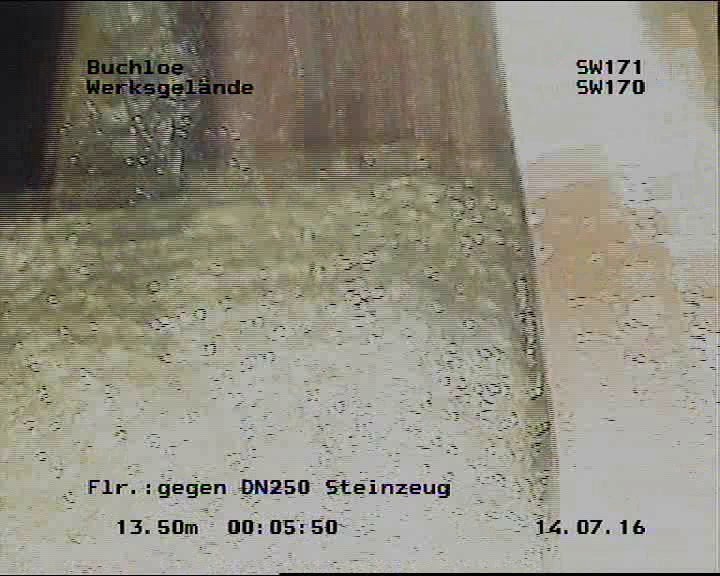 Buchloe SW171
Werksgelände SW170
Flr.:gegen DN250 Steinzeug
13.50m 00:05:50 14.07.16